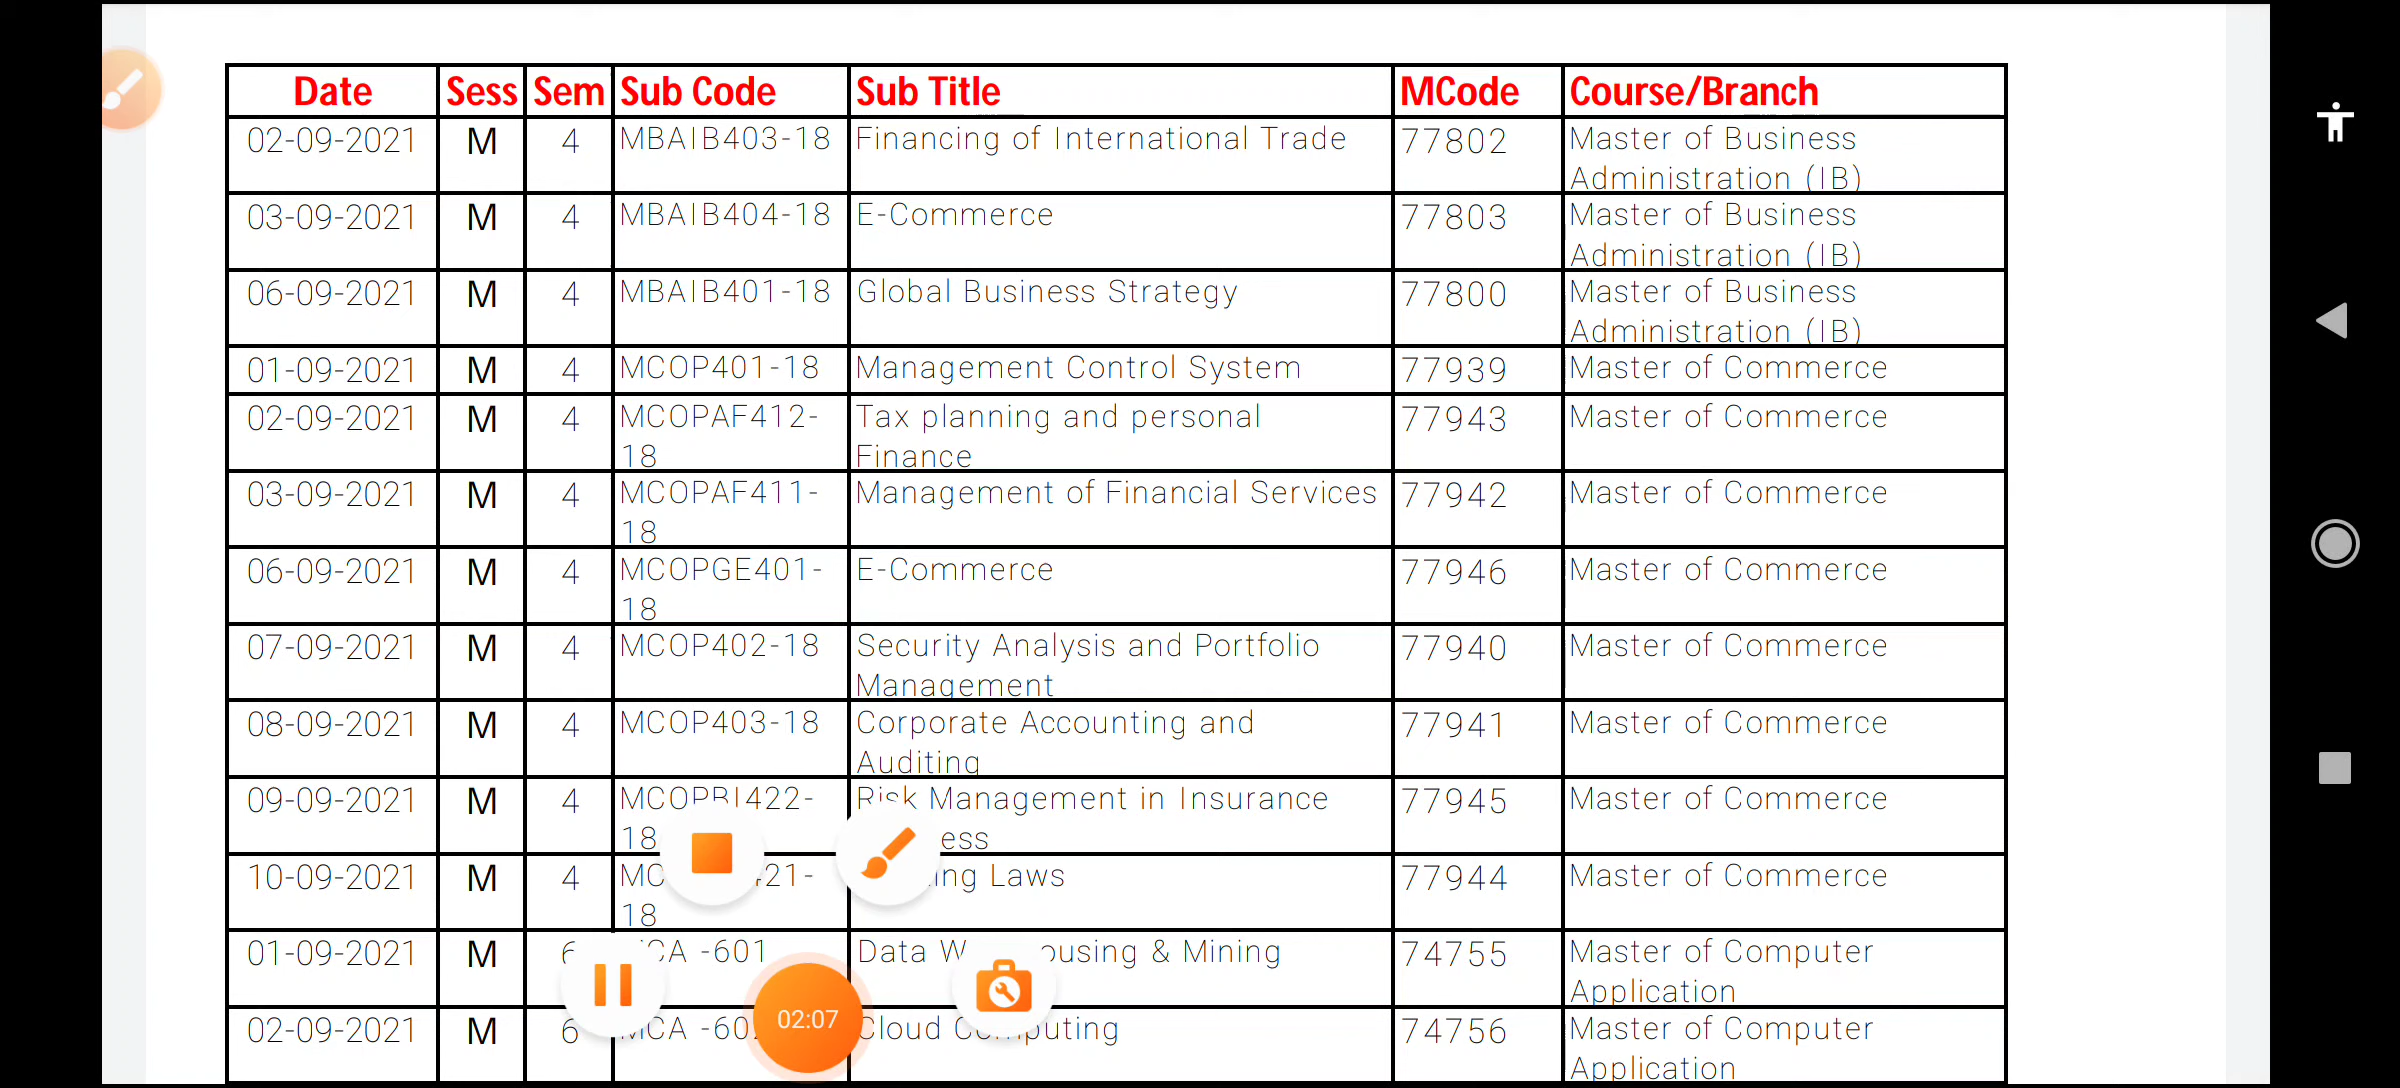 Date Sess Sem Sub Code Sub Title MCode Course/Branch
02-09-2021 M 4 MBAIB403-18 Financing of International Trade 77802 Master of Business
Administration (IB)
03-09-2021 M 4 MBAIB404-18 E-Commerce 77803 Master of Business
Administration (IB)
06-09-2021 M 4 MBAIB401-18 Global Business Strategy 77800 Master of Business
Administration (IB)
01-09-2021 M 4 MCOP401-18 Management Control System 77939 Master of Commerce
02-09-2021 M 4 MCOPAF412- Tax planning and personal 77943 Master of Commerce
18 Finance
03-09-2021 M 4 MCOPAF411- Management of Financial Services 77942 Master of Commerce
18
06-09-2021 M 4 MCOPGE401- E-Commerce 77946 Master of Commerce
18
07-09-2021 M 4 MCOP402-18 Security Analysis and Portfolio 77940 Master of Commerce
Management
08-09-2021 M 4 MCOP403-18 Corporate Accounting and 77941 Master of Commerce
Auditing
09-09-2021 M 4 MCOPBI422- Risk Management in Insurance 77945 Master of Commerce
18
10-09-2021 M 4 Laws 77944 Master of Commerce
18
01-09-2021 M 6 -601 Data & Mining 74755 Master of Computer
Application
02-09-2021 M 6 MCA 02:07 Cloud Computing 74756 Master of Computer
Application